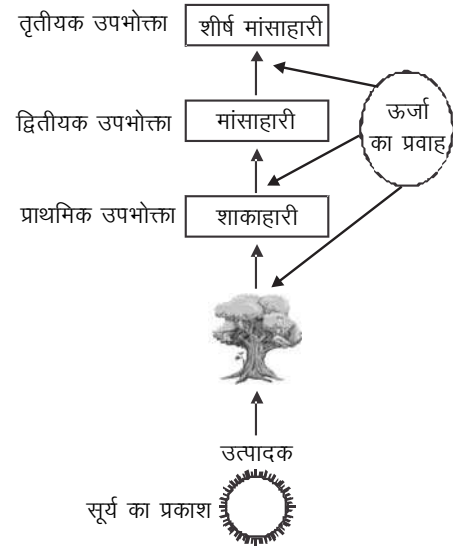 तृतीयक उपभोक्ता
शीर्ष मांसाहारी
द्वितीयक उपभोक्ता
मांसाहारी
ऊर्जा
का प्रवाह
प्राथमिक उपभोक्ता
शाकाहारी
उत्पादक
सूर्य का प्रकाश